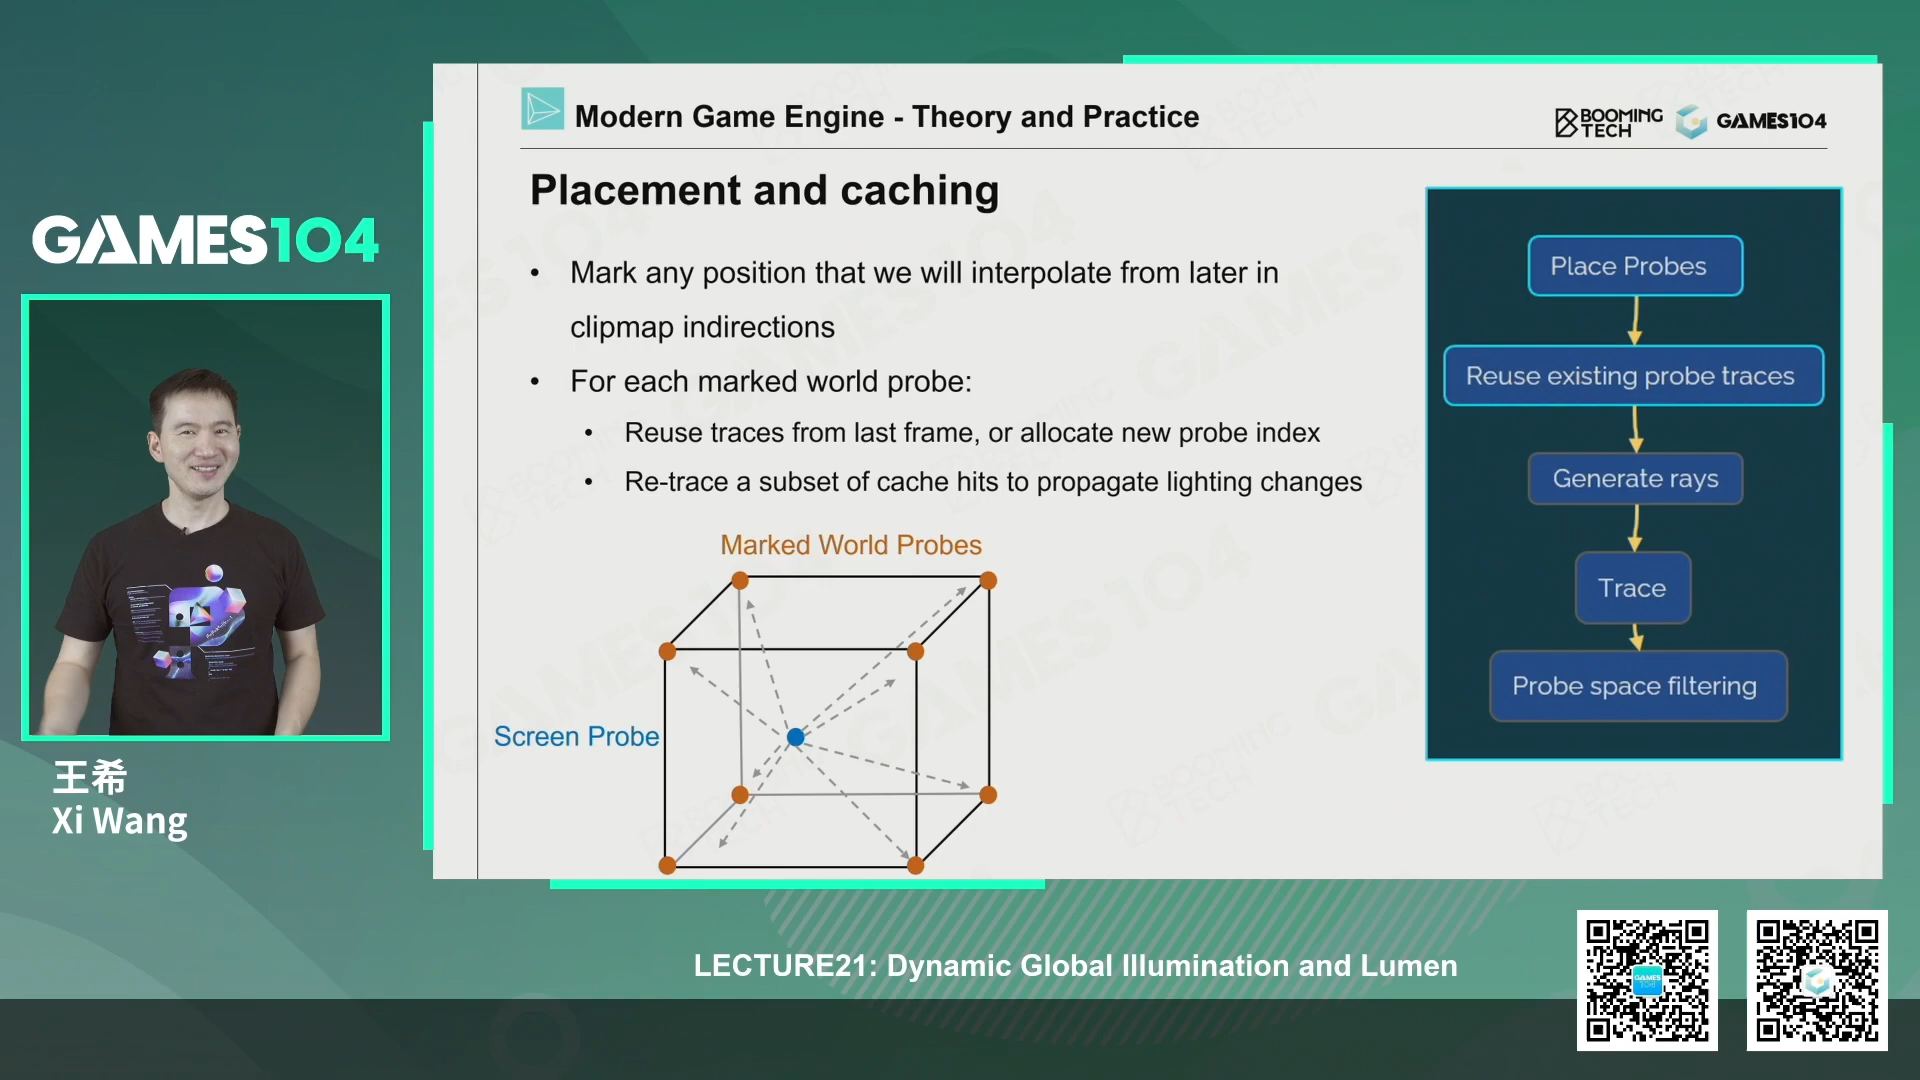 Modern Game Engine - Theory and Practice
BOOMING
TECH
GAMES104
Placement and caching
• Mark any position that we will interpolate from later in
clipmap indirections
• For each marked world probe:
• Reuse traces from last frame, or allocate new probe index
• Re-trace a subset of cache hits to propagate lighting changes
Marked World Probes
Screen Probe
Place Probes
Reuse existing probe traces
Generate rays
Trace
Probe space filtering
GAMES104
王希
Xi Wang
LECTURE21: Dynamic Global Illumination and Lumen